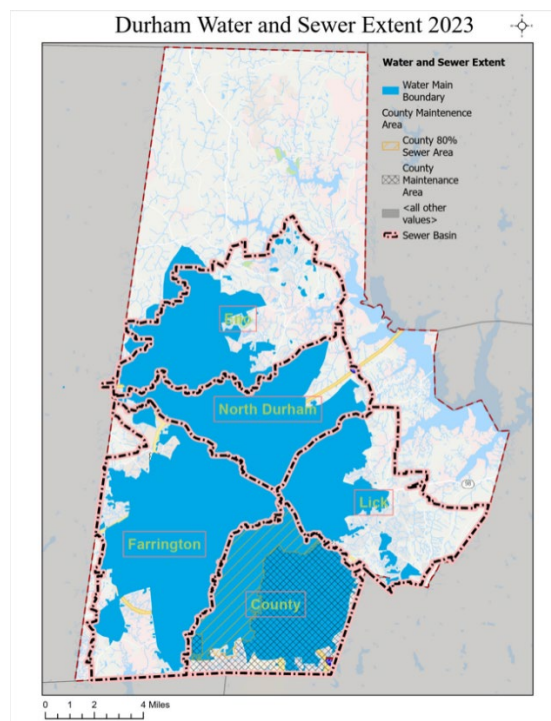 Durham Water and Sewer Extent 2023
Water and Sewer Extent
Water Main
Boundary
County Maintenence
Area
County 80%
Sewer Area
County
Maintenance
Area
<all other
values>
Sewer Basin
Eno
North Durham
Lick
98
Farrington
County
0 1 2 4 Miles